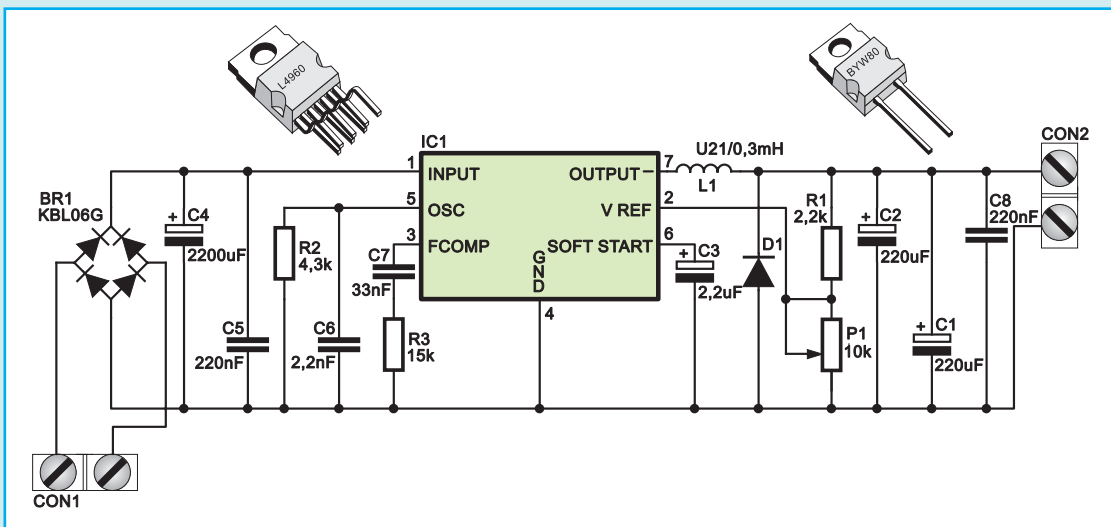 L4960
BYW80
CON2
IC1
U21/0,3mH
1
INPUT
OUTPUT
7
L1
BR1
KBL06G
5
OSC
V REF
2
R1
2,2k
C8
220nF
+
C4
2200uF
R2
4,3k
C7
33nF
3
FCOMP
SOFT START
6
+
C3
2,2uF
D1
+
C2
220uF
GND
4
C5
220nF
C6
2,2nF
R3
15k
P1
10k
+
C1
220uF
CON1